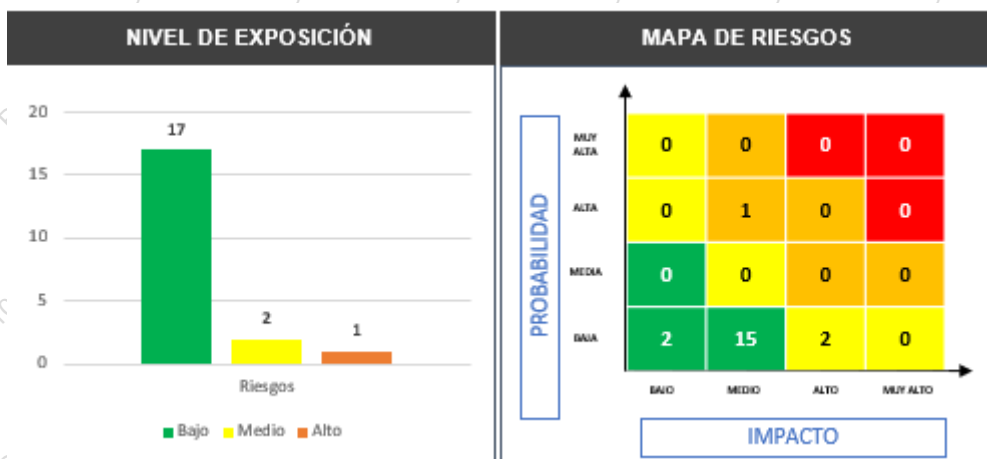 NIVEL DE EXPOSICIÓN
20
15
10
5
0
17
2
1
Riesgos
Bajo Medio Alto
MAPA DE RIESGOS
PROBABILIDAD
MUY
ALTA
0 0 0 0
ALTA
0 1 0 0
MEDIA
0 0 0 0
BAJA
2 15 2 0
BAJO MEDIO ALTO MUY ALTO
IMPACTO